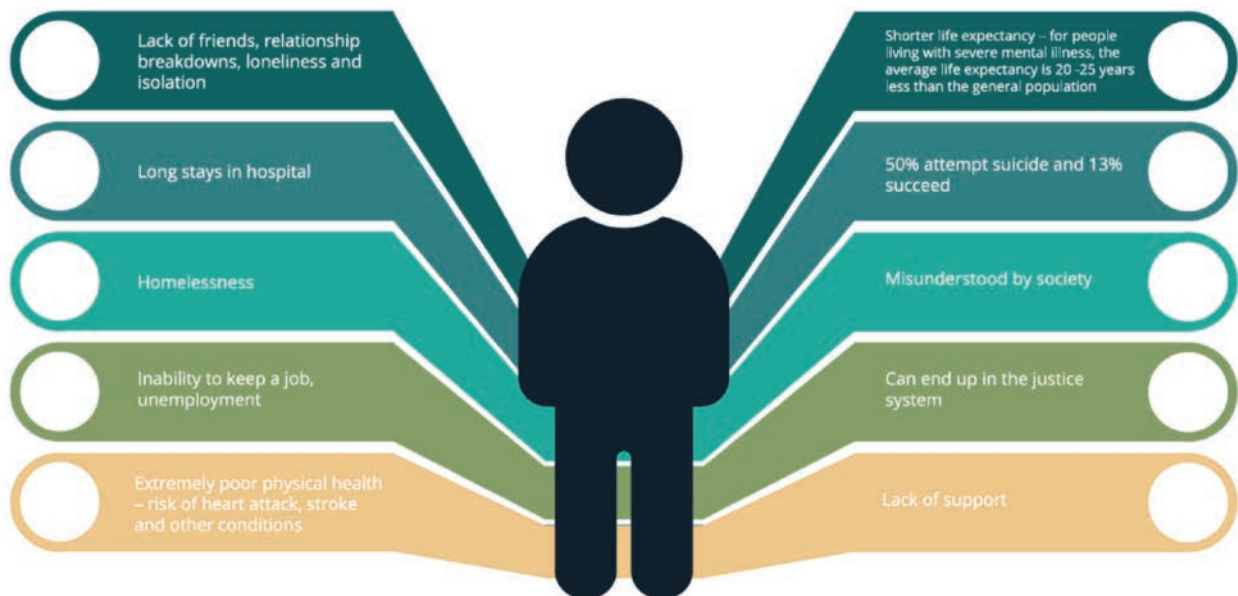 Lack of friends, relationship
breakdowns, loneliness and
isolation
Long stays in hospital
Homelessness
Inability to keep a job,
unemployment
Extremely poor physical health
– risk of heart attack, stroke
and other conditions
Shorter life expectancy – for people
living with severe mental illness, the
average life expectancy is 20 -25 years
less than the general population
50% attempt suicide and 13%
succeed
Misunderstood by society
Can end up in the justice
system
Lack of support